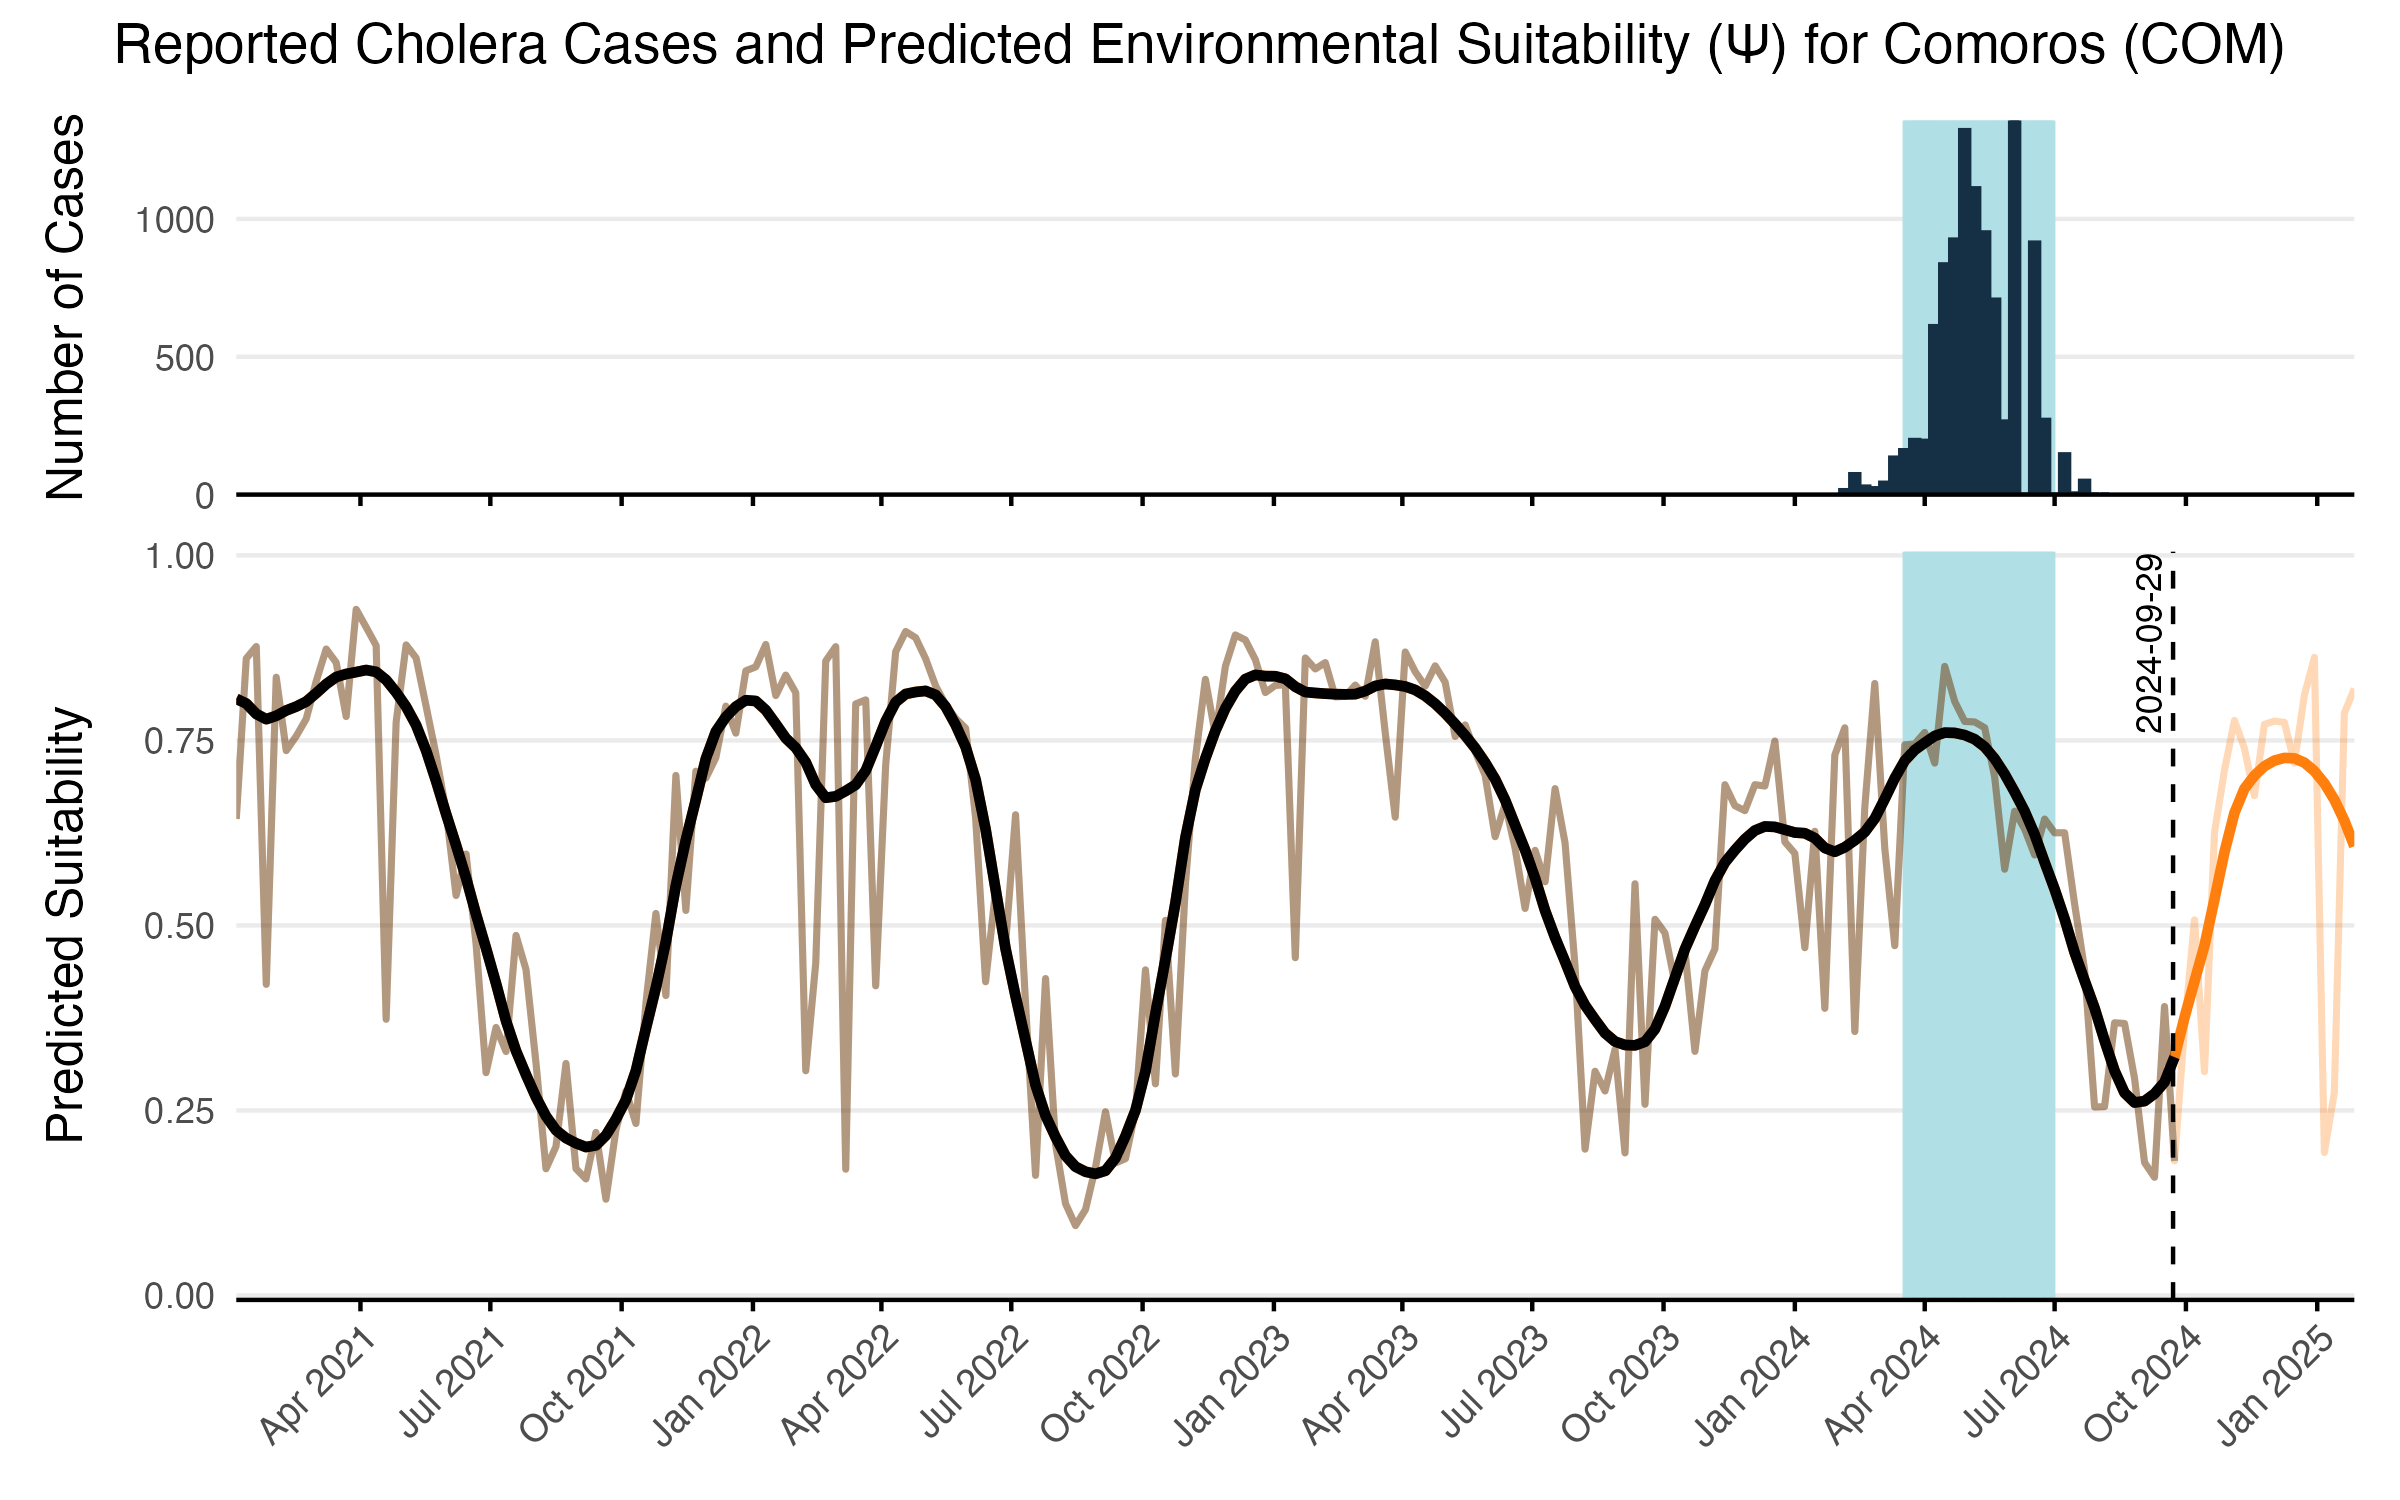 Reported Cholera Cases and Predicted Environmental Suitability (Ψ) for Comoros (COM)
Number of Cases
1000
500
0
Predicted Suitability
1.00
0.75
0.50
0.25
0.00
2024-09-29
Apr 2021
Jul 2021
Oct 2021
Jan 2022
Apr 2022
Jul 2022
Oct 2022
Jan 2023
Apr 2023
Jul 2023
Oct 2023
Jan 2024
Apr 2024
Jul 2024
Oct 2024
Jan 2025